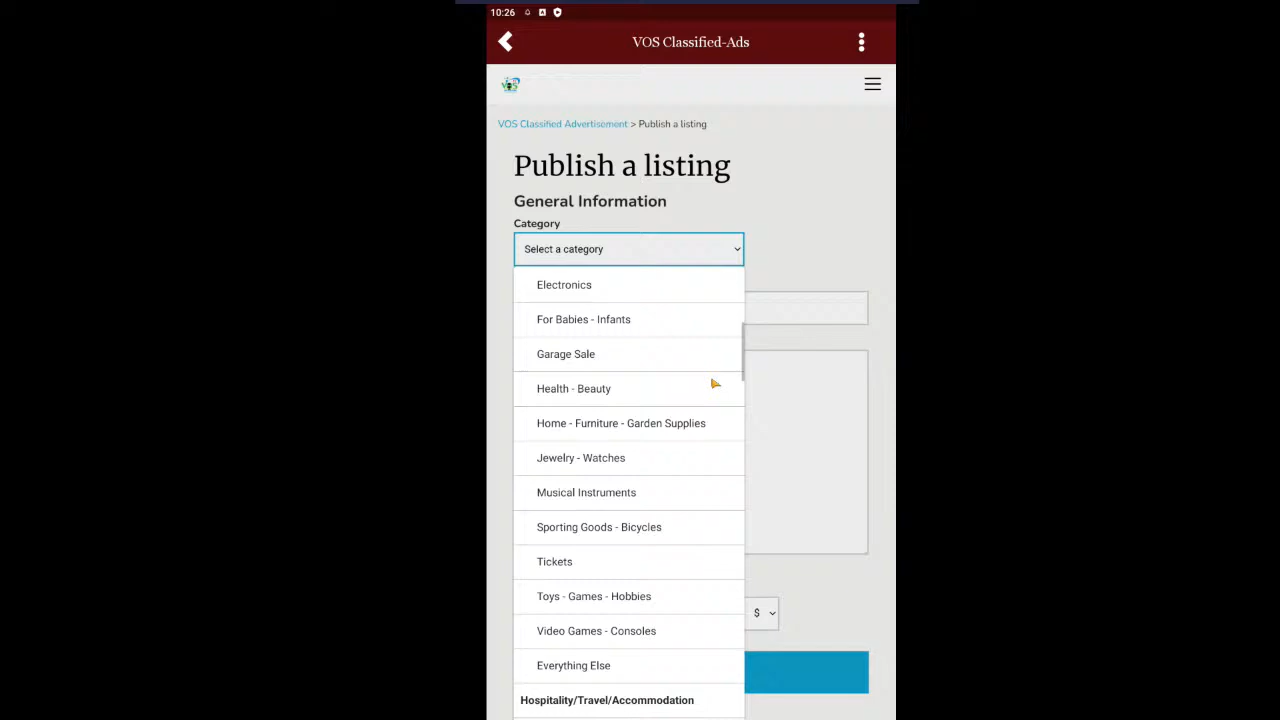 10:26
VOS Classified-Ads
VOS
VOS Classified Advertisement > Publish a listing
Publish a listing
General Information
Category
Select a category
Electronics
For Babies - Infants
Garage Sale
Health - Beauty
Home - Furniture - Garden Supplies
Jewelry - Watches
Musical Instruments
Sporting Goods - Bicycles
Tickets
$
Toys - Games - Hobbies
Video Games - Consoles
Everything Else
Hospitality/Travel/Accommodation